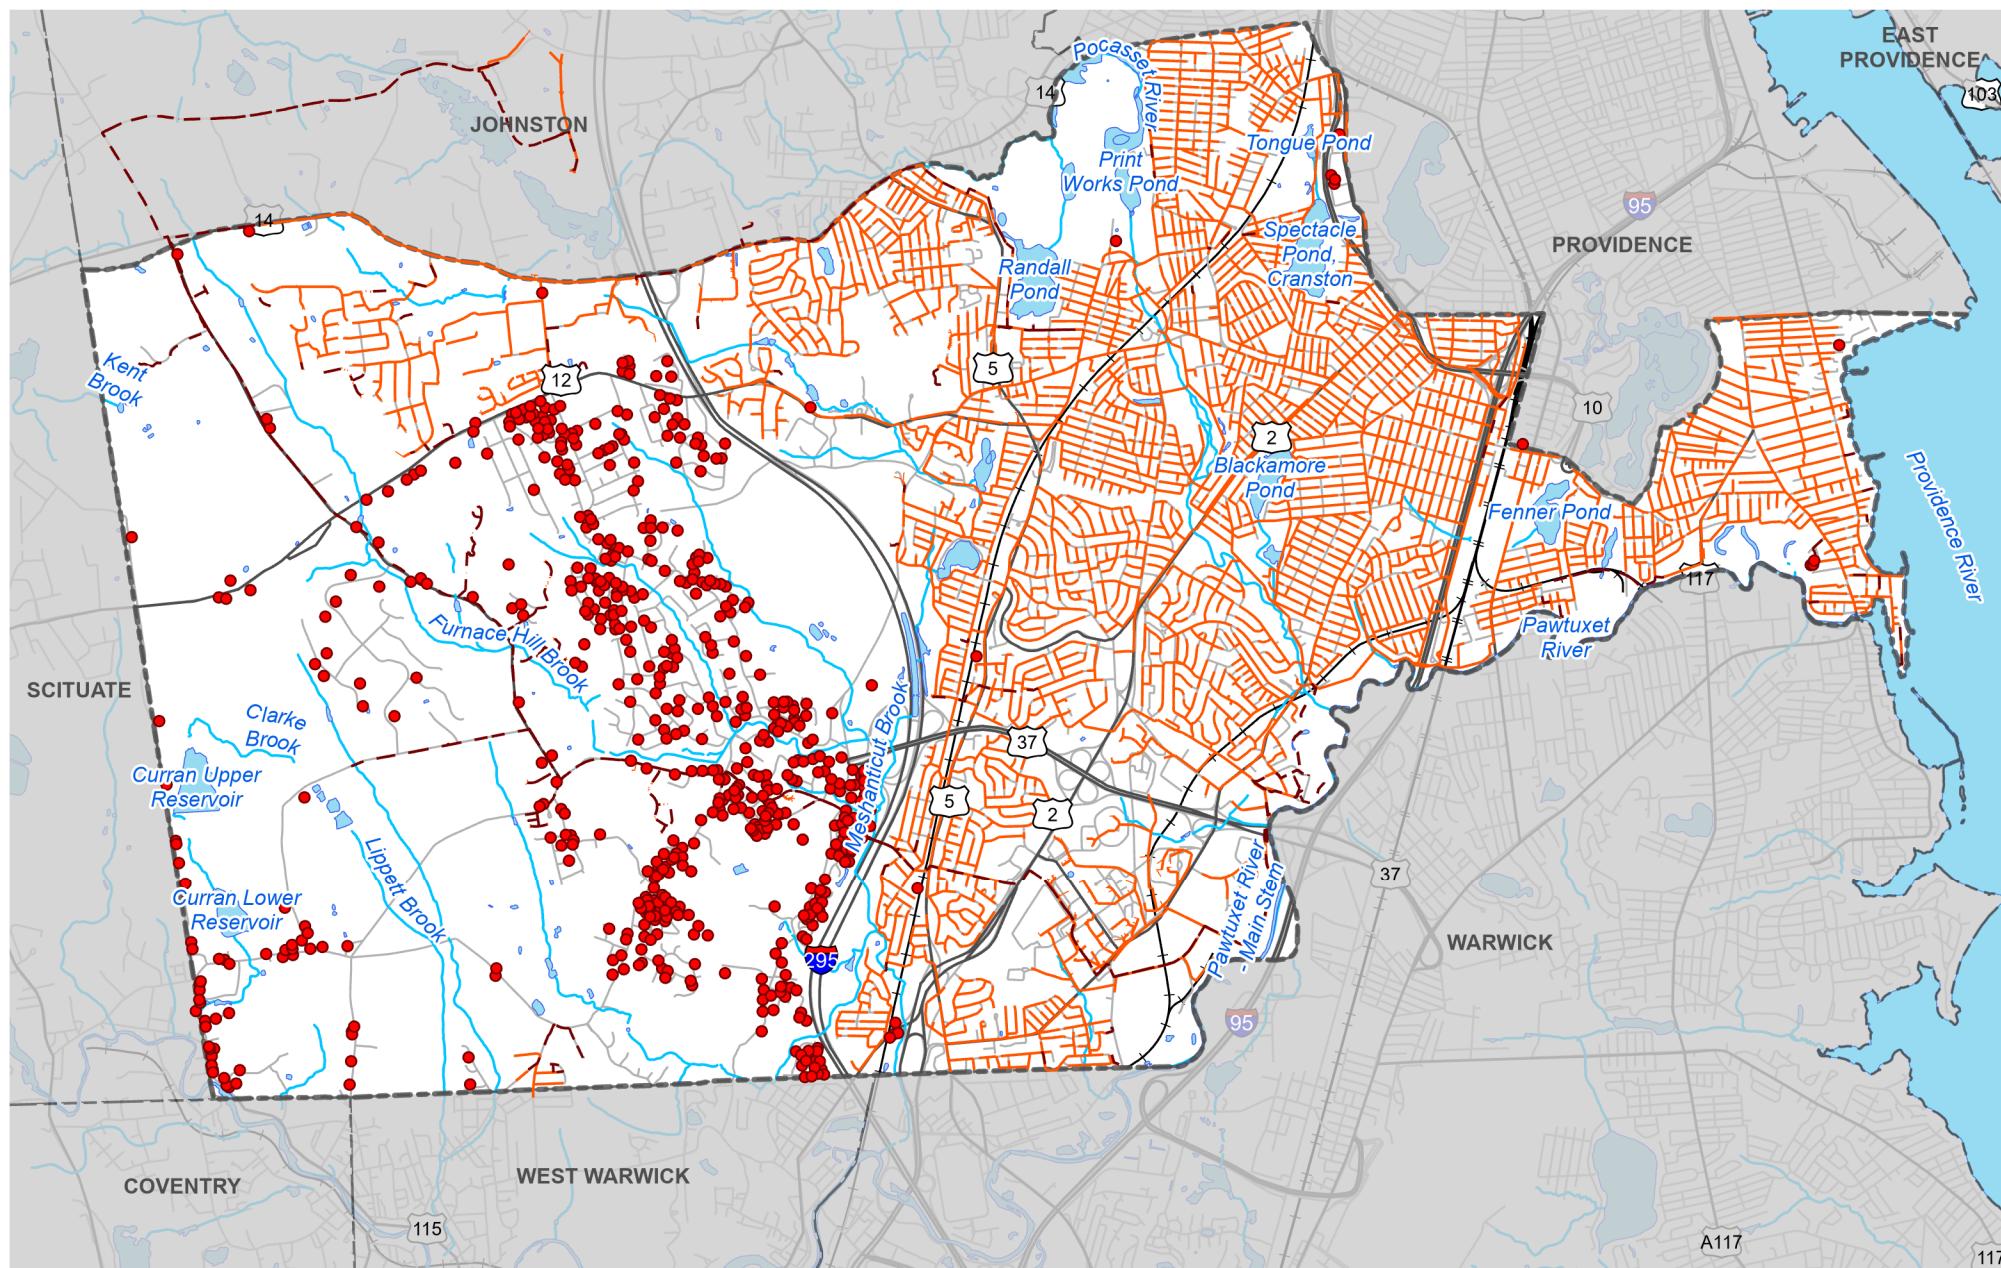 EAST
PROVIDENCE
103
Pocasset
River
14
JOHNSTON
Tongue Pond
Print
Works Pond
95
14
Spectacle
Pond,
Cranston
PROVIDENCE
Randall
Pond
Kent
Brook
12
5
10
2
Blackamore
Pond
Providence River
Fenner Pond
117
Furnace Hill Brook
Pawtuxet
River
SCITUATE
Clarke
Brook
Meshanticut Brook
37
Curran Upper
Reservoir
5
2
Lippett Brook
37
Pawtuxet River
- Main Stem
Curran Lower
Reservoir
WARWICK
295
95
WEST WARWICK
COVENTRY
115
A117
117